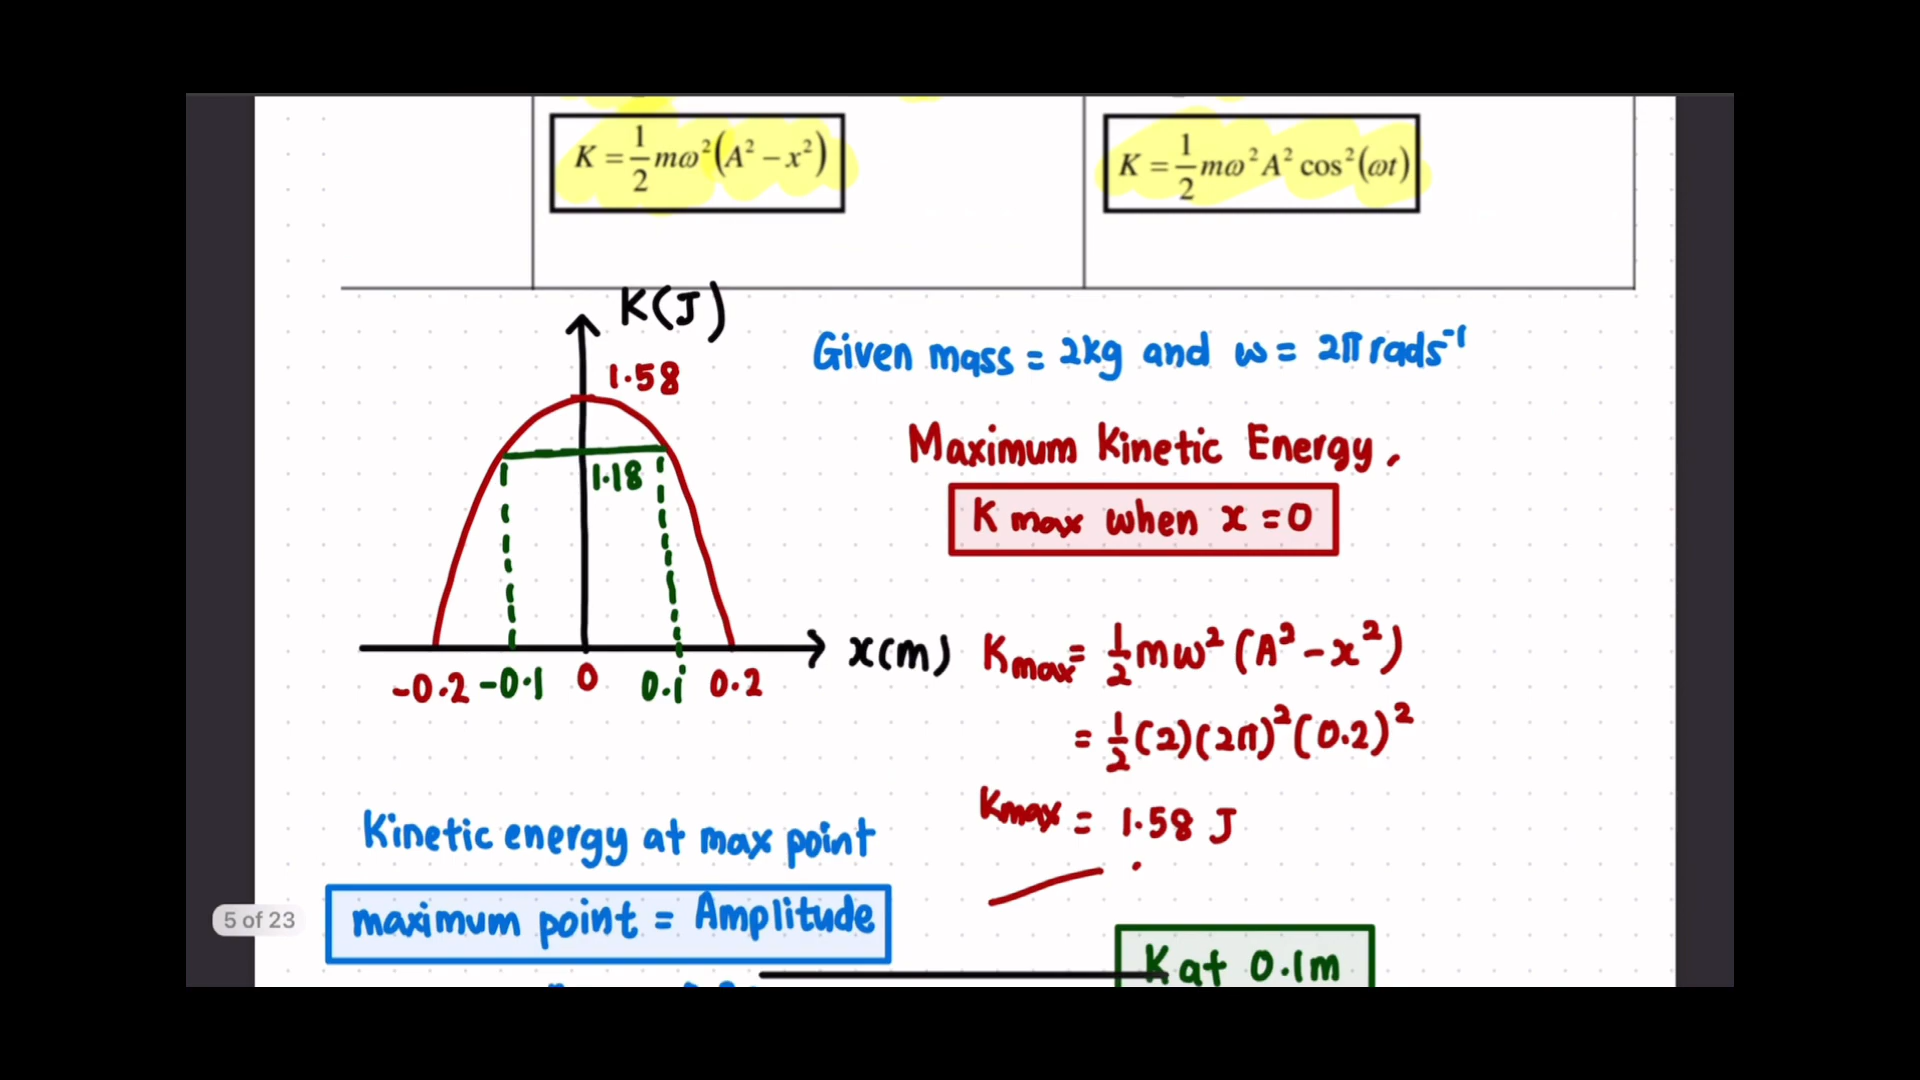 K = 1/2 mω²(A² − x²)
K = 1/2 mω²A² cos²(ωt)
K(J)
1.58
1.18
x(m)
-0.2 -0.1 0 0.1 0.2
Given mass = 2kg and ω = 2π rads⁻¹
Maximum Kinetic Energy,
K max when x = 0
Kmax = 1/2 mω² (A² − x²)
= 1/2 (2)(2π)² (0.2)²
Kmax = 1.58 J
Kinetic energy at max point
maximum point = Amplitude
K at 0.1m
5 of 23